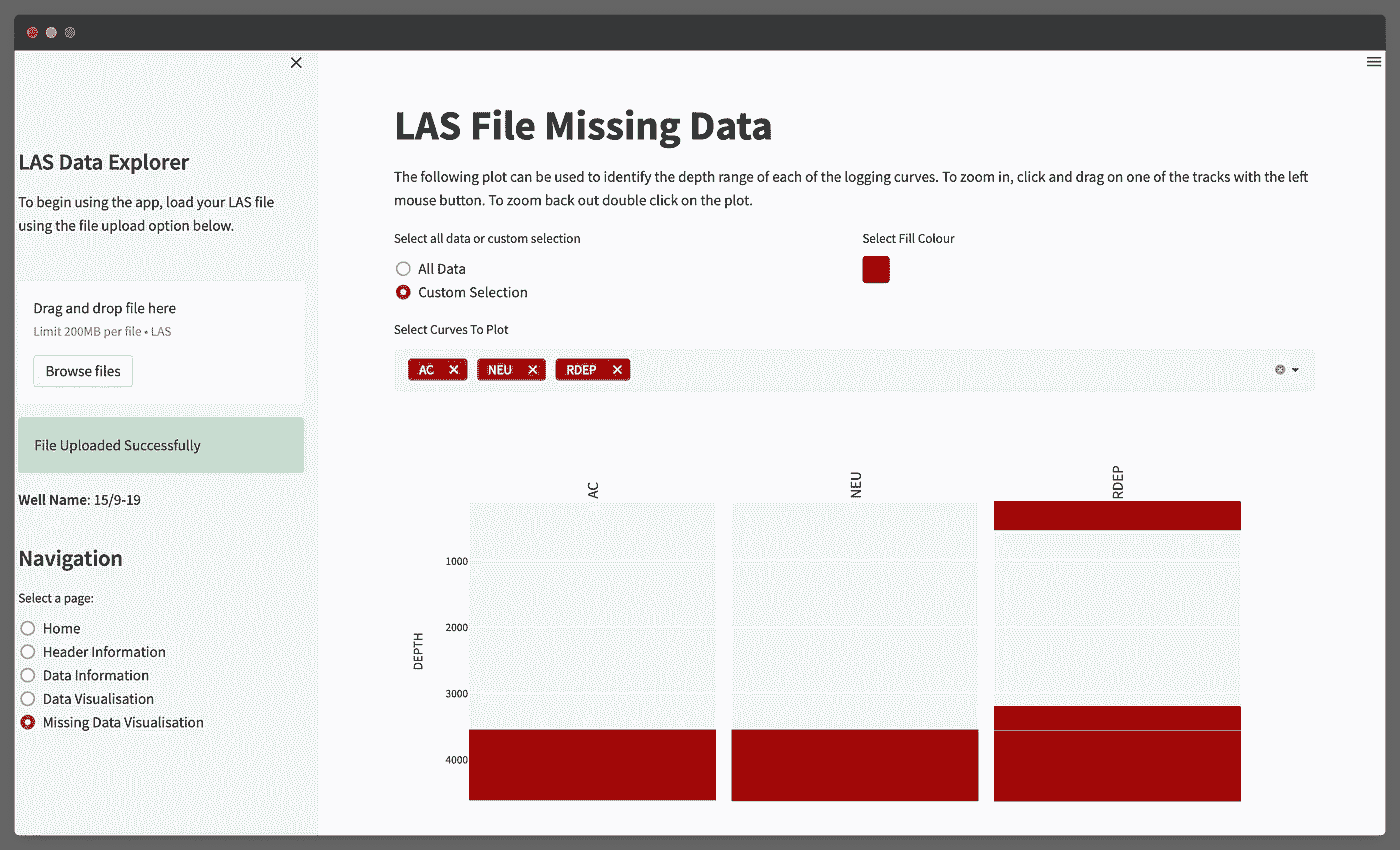 LAS Data Explorer
To begin using the app, load your LAS file
using the file upload option below.
Drag and drop file here
Limit 200MB per file • LAS
Browse files
File Uploaded Successfully
Well Name: 15/9-19
Navigation
Select a page:
Home
Header Information
Data Information
Data Visualisation
Missing Data Visualisation
LAS File Missing Data
The following plot can be used to identify the depth range of each of the logging curves. To zoom in, click and drag on one of the tracks with the left
mouse button. To zoom back out double click on the plot.
Select all data or custom selection
All Data
Custom Selection
Select Fill Colour
Select Curves To Plot
AC
NEU
RDEP
AC
NEU
RDEP
DEPTH
1000
2000
3000
4000